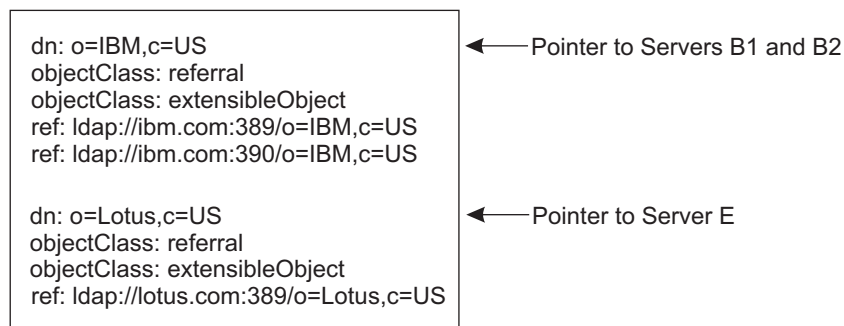 dn: o=IBM,c=US
Pointer to Servers B1 and B2
objectClass: referral
objectClass: extensibleObject
ref: ldap://ibm.com:389/o=IBM,c=US
ref: ldap://ibm.com:390/o=IBM,c=US
dn: o=Lotus,c=US
Pointer to Server E
objectClass: referral
objectClass: extensibleObject
ref: ldap://lotus.com:389/o=Lotus,c=US